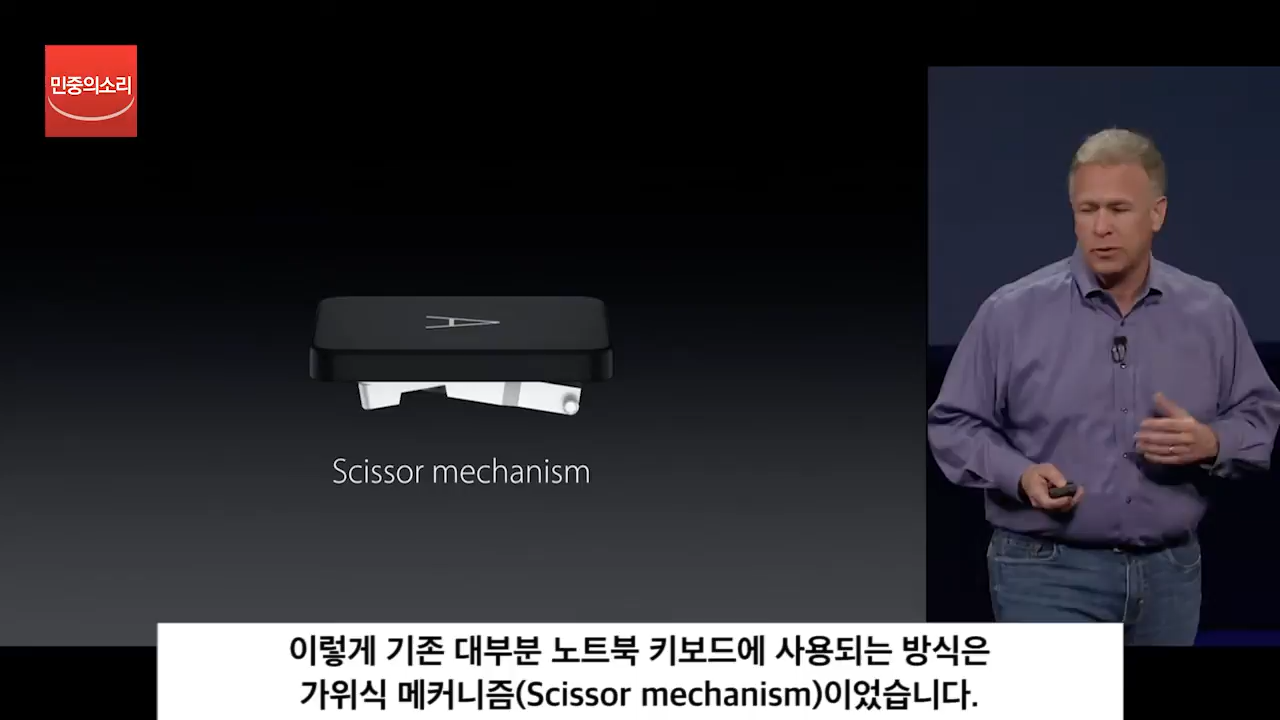 민중의소리
A
Scissor mechanism
이렇게 기존 대부분 노트북 키보드에 사용되는 방식은
가위식 메커니즘(Scissor mechanism)이었습니다.